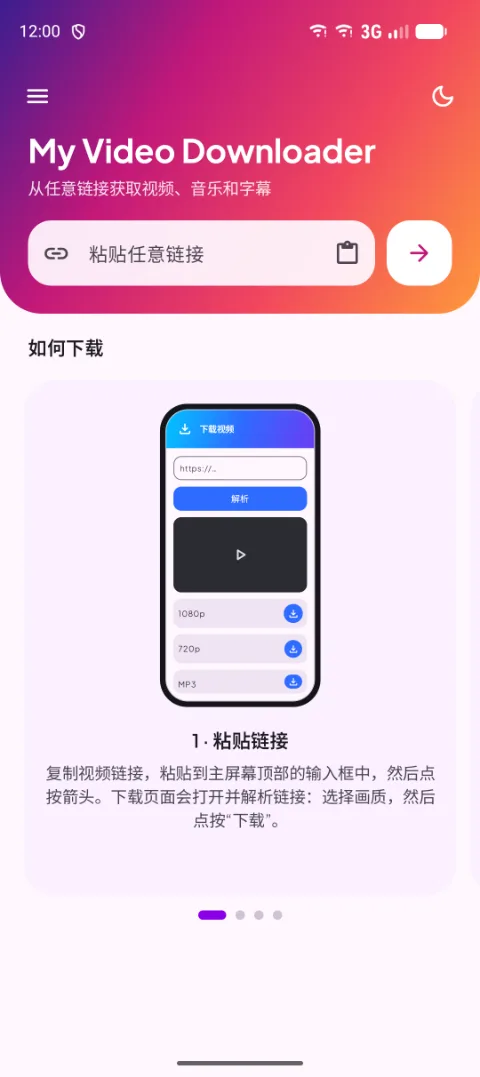 12:00
3G
My Video Downloader
从任意链接获取视频、音乐和字幕
粘贴任意链接
如何下载
下载视频
https://...
解析
1080p
720p
MP3
1 · 粘贴链接
复制视频链接，粘贴到主屏幕顶部的输入框中，然后点
按箭头。下载页面会打开并解析链接：选择画质，然后
点按“下载”。